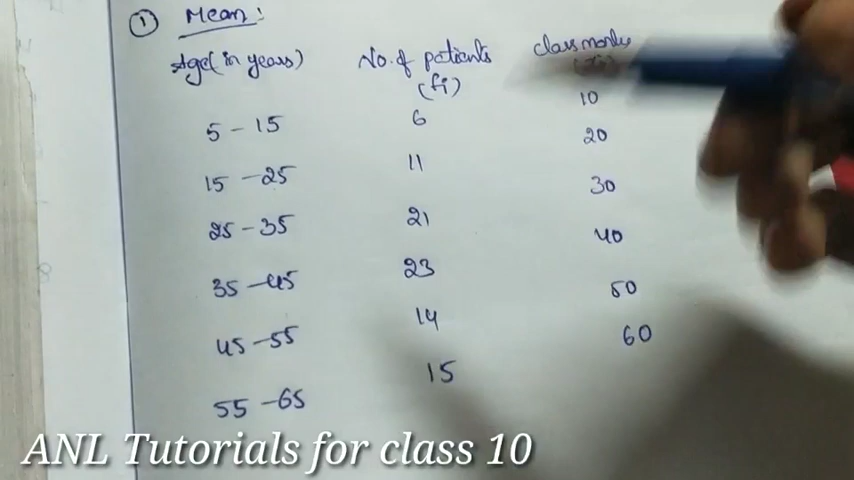 ① Mean:
Age (in years) No. of patients class marks
(fi) (xi)
5 - 15 6 10
15 - 25 11 20
25 - 35 21 30
35 - 45 23 40
45 - 55 14 50
55 - 65 15 60
ANL Tutorials for class 10